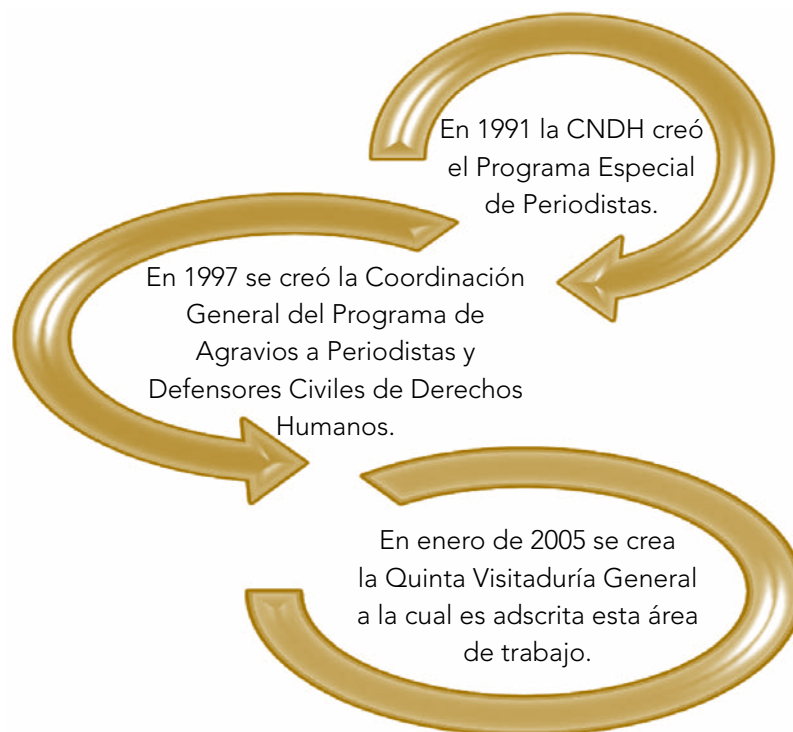 En 1991 la CNDH creó
el Programa Especial
de Periodistas.
En 1997 se creó la Coordinación
General del Programa de
Agravios a Periodistas y
Defensores Civiles de Derechos
Humanos.
En enero de 2005 se crea
la Quinta Visitaduría General
a la cual es adscrita esta área
de trabajo.